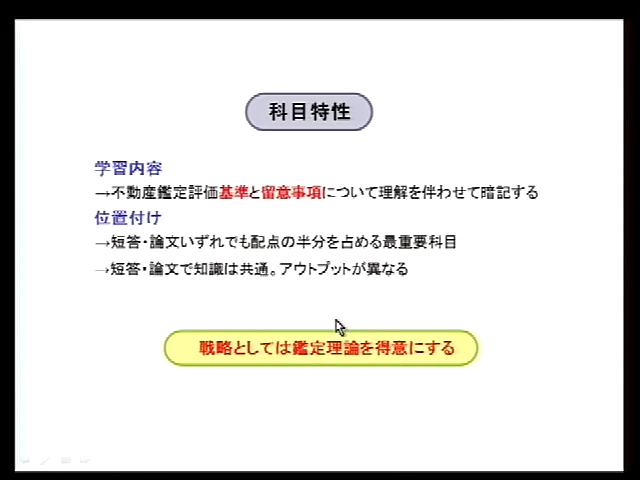 科目特性
学習内容
→不動産鑑定評価基準と留意事項について理解を伴わせて暗記する
位置付け
→短答・論文いずれでも配点の半分を占める最重要科目
→短答・論文で知識は共通。アウトプットが異なる
戦略としては鑑定理論を得意にする